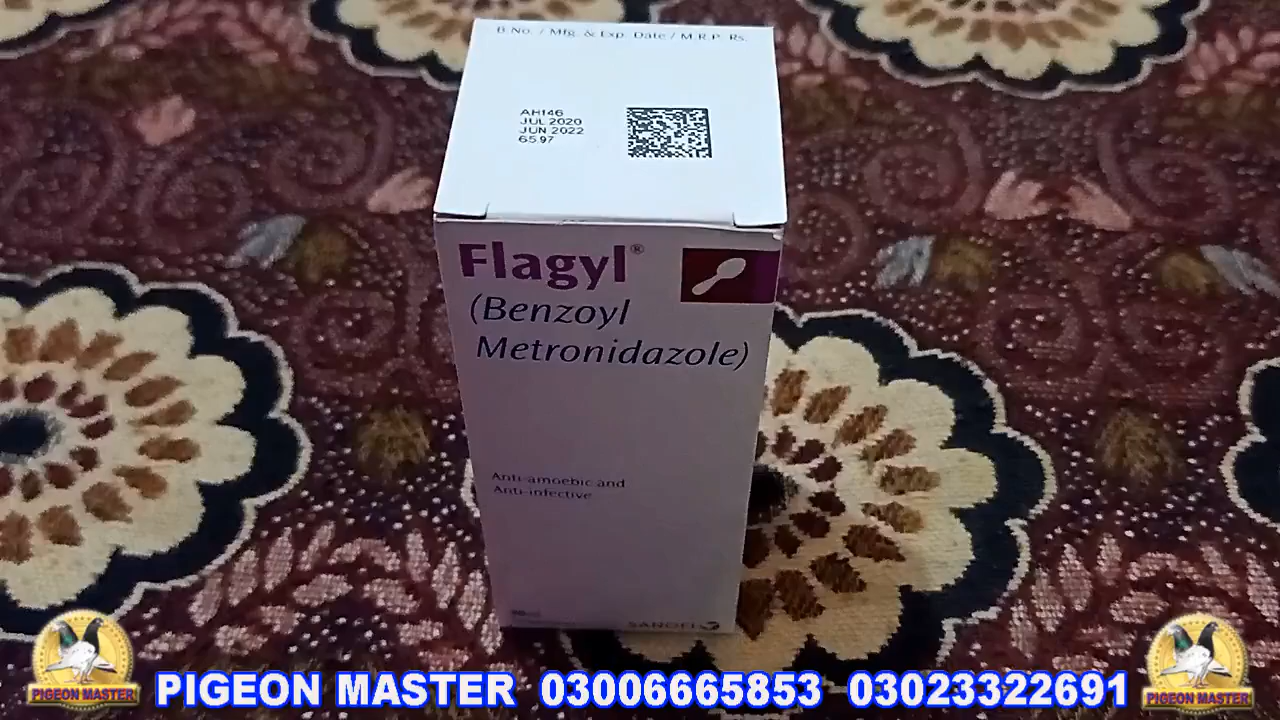 B.No. / Mfg. & Exp. Date / M.R.P. Rs.
AH146
JUL 2020
JUN 2022
65.97
Flagyl®
(Benzoyl
Metronidazole)
Anti-amoebic and
Anti-infective
SANOFI
PIGEON MASTER
PIGEON MASTER 03006665853 03023322691
PIGEON MASTER